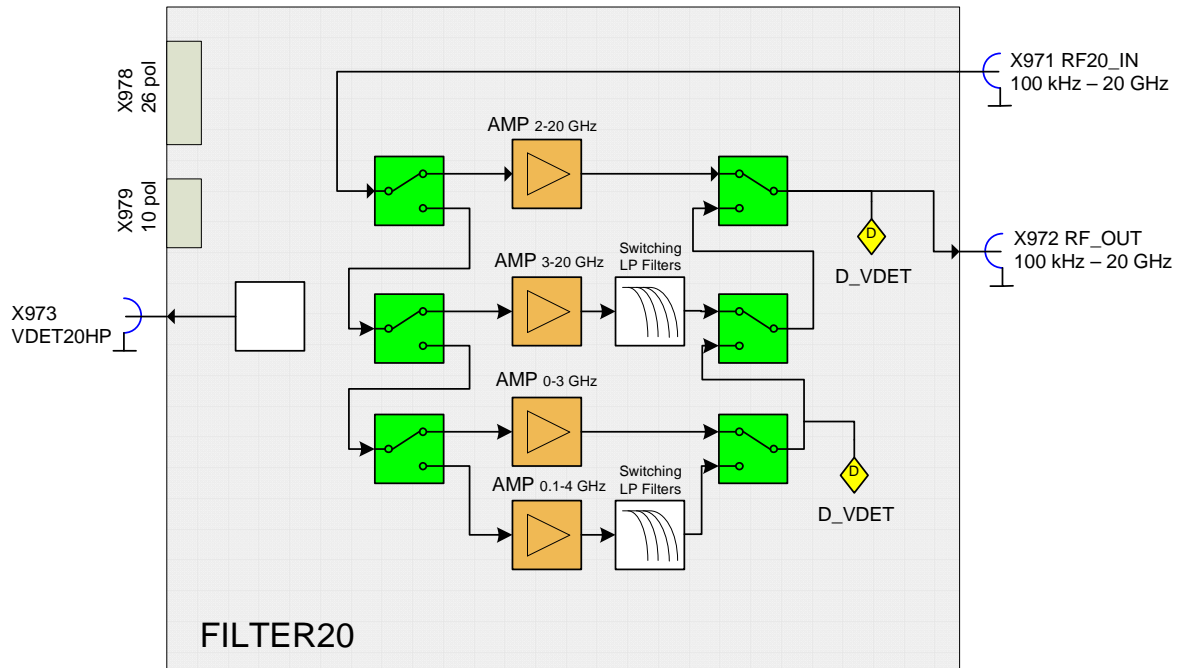 X978
26 pol
X979
10 pol
X971 RF20_IN
100 kHz – 20 GHz
AMP 2-20 GHz
D
D_VDET
X972 RF_OUT
100 kHz – 20 GHz
X973
VDET20HP
AMP 3-20 GHz
Switching
LP Filters
AMP 0-3 GHz
AMP 0.1-4 GHz
Switching
LP Filters
D
D_VDET
FILTER20